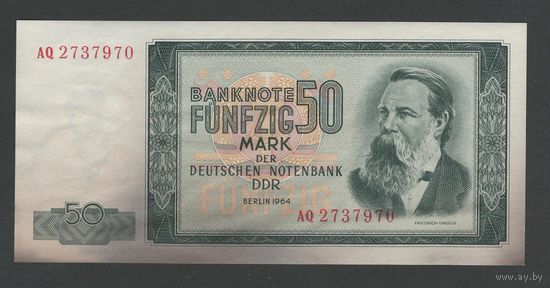 AQ 2737970
BANKNOTE 50
FÜNFZIG
MARK
DER
DEUTSCHEN NOTENBANK
DDR
BERLIN 1964
FÜNFZIG
AQ 2737970
FRIEDRICH ENGELS
50
www.ay.by